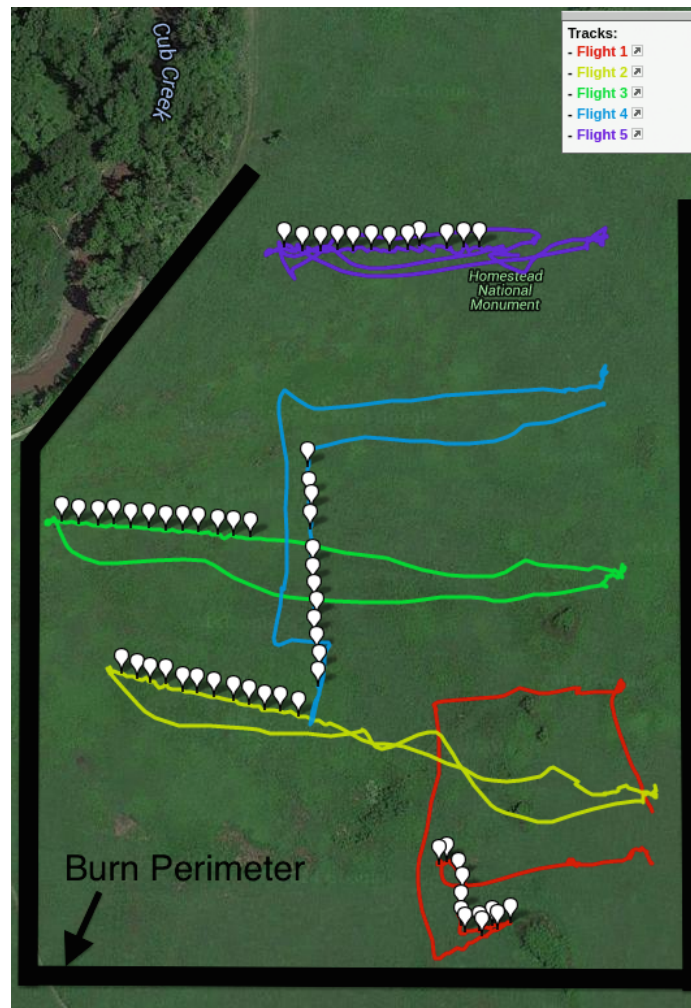 Cub Creek
Tracks:
- Flight 1
- Flight 2
- Flight 3
- Flight 4
- Flight 5
Homestead
National
Monument
Burn Perimeter